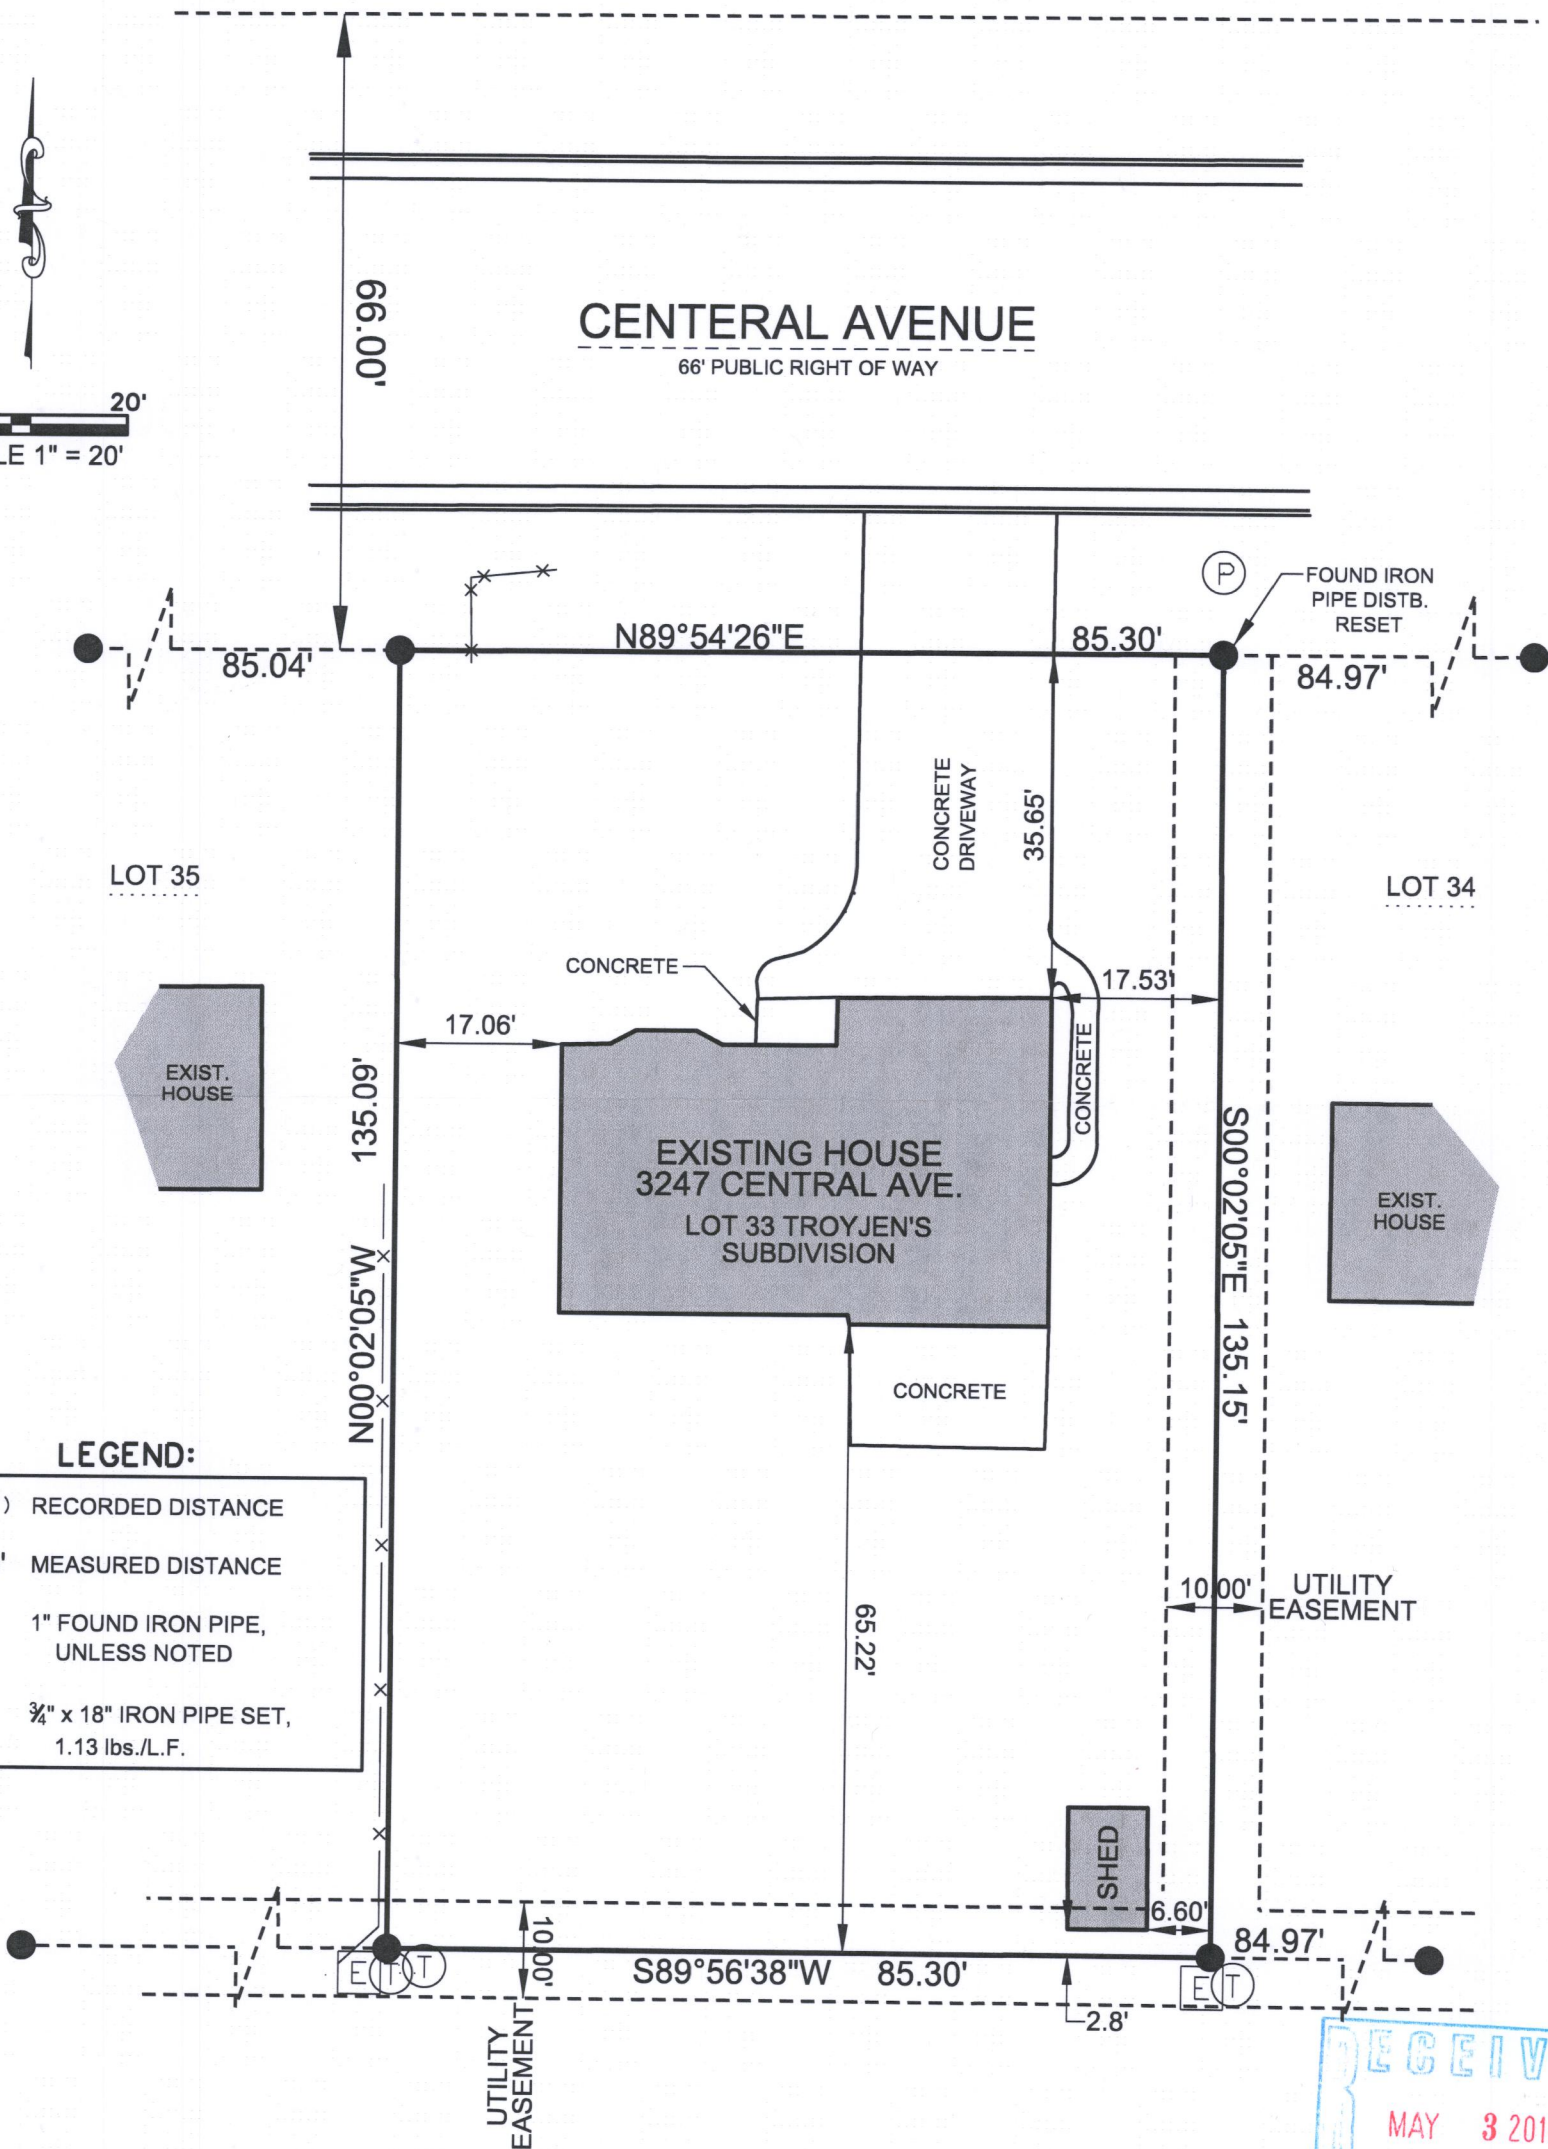 66.00'
CENTERAL AVENUE
66' PUBLIC RIGHT OF WAY
20'
LE 1" = 20'
P
FOUND IRON
PIPE DISTB.
RESET
N89°54'26"E
85.30'
85.04'
84.97'
CONCRETE
DRIVEWAY
35.65'
LOT 35
LOT 34
CONCRETE
17.53'
17.06'
CONCRETE
EXIST.
HOUSE
135.09'
N00°02'05"W
EXISTING HOUSE
3247 CENTRAL AVE.
LOT 33 TROYJEN'S
SUBDIVISION
S00°02'05"E 135.15'
EXIST.
HOUSE
CONCRETE
LEGEND:
) RECORDED DISTANCE
' MEASURED DISTANCE
1" FOUND IRON PIPE,
UNLESS NOTED
¾" x 18" IRON PIPE SET,
1.13 lbs./L.F.
65.22'
10.00'
UTILITY
EASEMENT
SHED
6.60'
84.97'
10.00'
S89°56'38"W 85.30'
E T T
E T
2.8'
UTILITY
EASEMENT
RECEIV
MAY 3 201